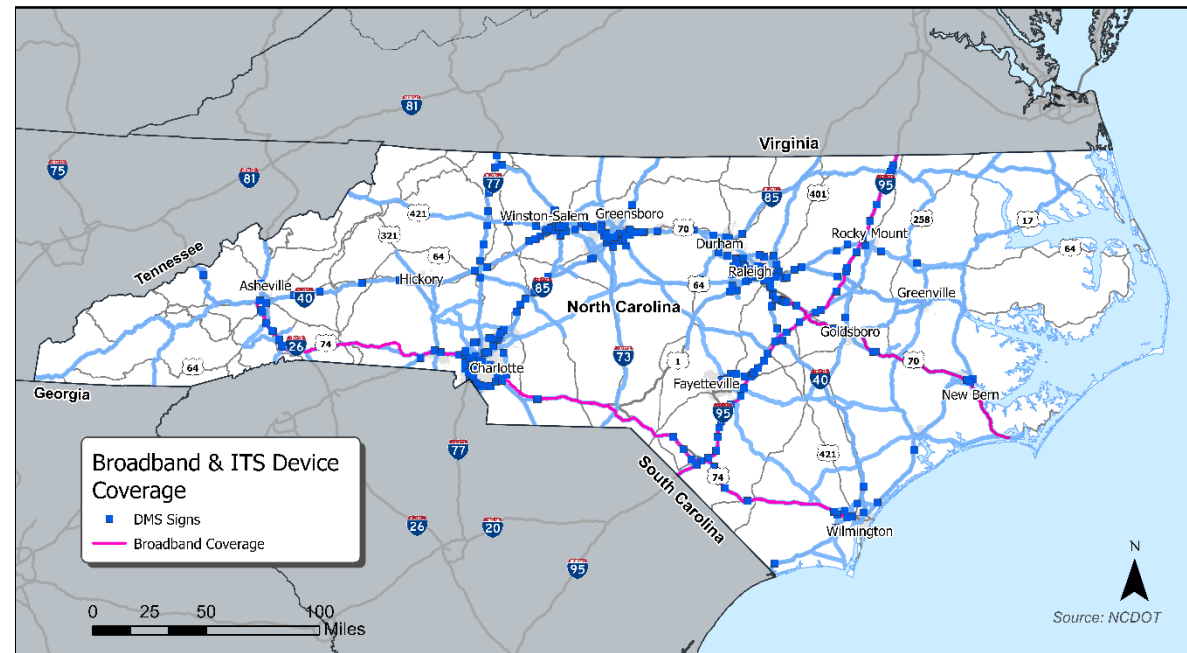 81
Virginia
75
81
77
85
401
95
421
258
17
Winston-Salem
Greensboro
70
321
Durham
Rocky Mount
64
Tennessee
64
Raleigh
Hickory
Asheville
64
85
40
Greenville
North Carolina
Goldsboro
74
26
73
1
70
64
Charlotte
40
Fayetteville
Georgia
New Bern
95
77
421
Broadband & ITS Device
Coverage
74
South Carolina
DMS Signs
26
20
Wilmington
Broadband Coverage
95
N
0 25 50 100
Miles
Source: NCDOT